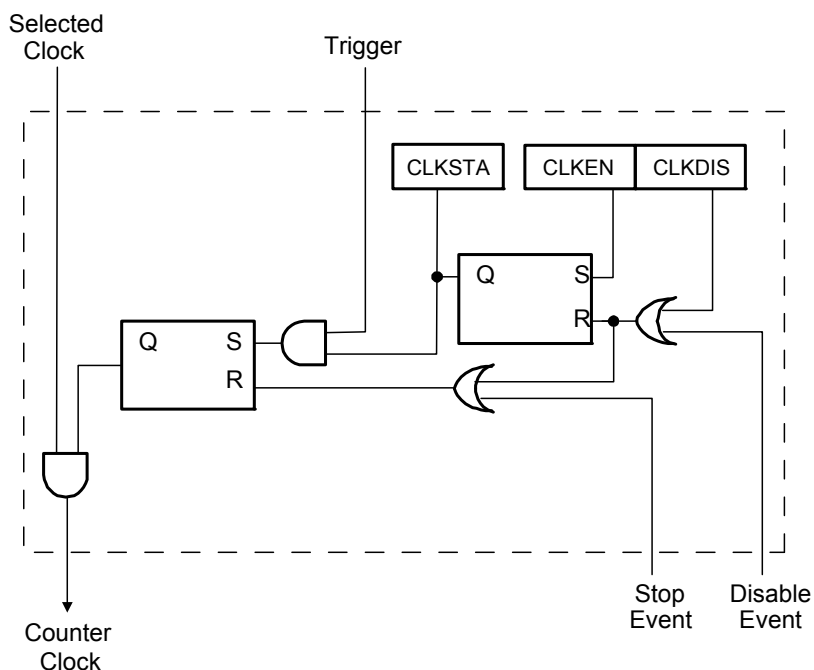 Selected
Clock
Trigger
CLKSTA
CLKEN
CLKDIS
Q
S
R
Q
S
R
Stop
Event
Disable
Event
Counter
Clock